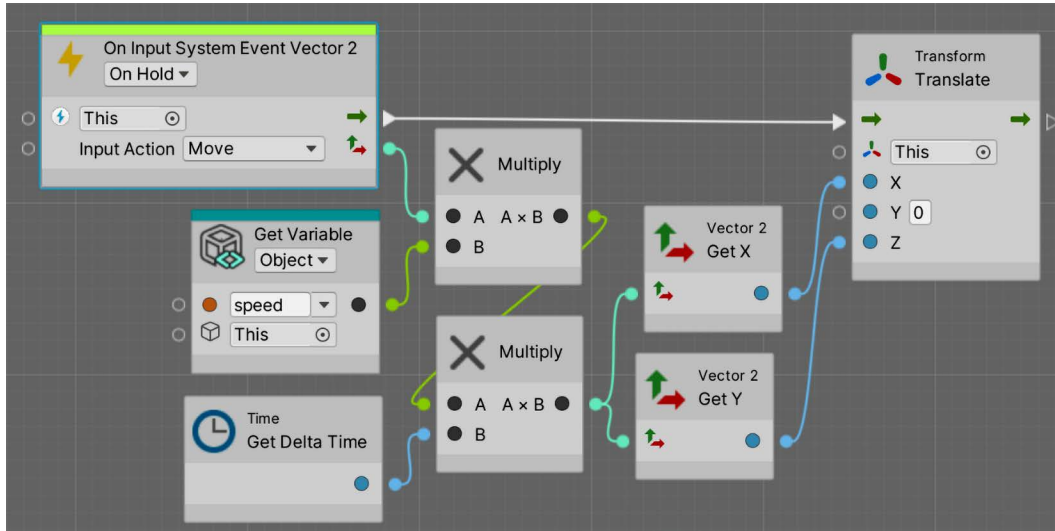 On Input System Event Vector 2
On Hold
This
Input Action Move
Get Variable
Object
speed
This
Time
Get Delta Time
Multiply
A A × B
B
Multiply
A A × B
B
Vector 2
Get X
Vector 2
Get Y
Transform
Translate
This
X
Y 0
Z